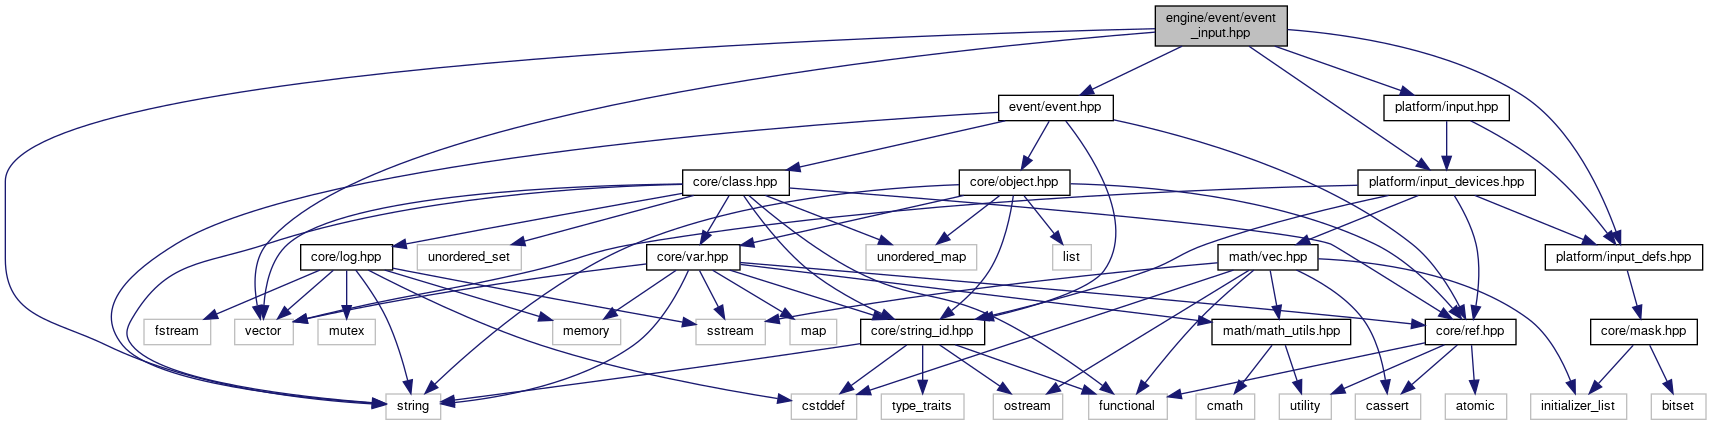 engine/event/event
_input.hpp
event/event.hpp
platform/input.hpp
core/class.hpp
core/object.hpp
platform/input_devices.hpp
core/log.hpp
unordered_set
core/var.hpp
unordered_map
list
math/vec.hpp
platform/input_defs.hpp
fstream
vector
mutex
memory
sstream
map
core/string_id.hpp
math/math_utils.hpp
core/ref.hpp
core/mask.hpp
string
cstddef
type_traits
ostream
functional
cmath
utility
cassert
atomic
initializer_list
bitset